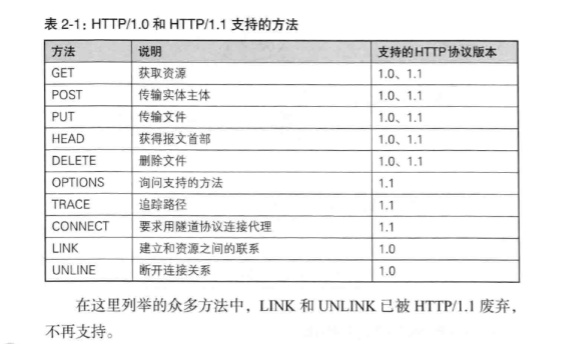 表 2-1：HTTP/1.0 和 HTTP/1.1 支持的方法
方法 说明 支持的HTTP协议版本
GET 获取资源 1.0、1.1
POST 传输实体主体 1.0、1.1
PUT 传输文件 1.0、1.1
HEAD 获得报文首部 1.0、1.1
DELETE 删除文件 1.0、1.1
OPTIONS 询问支持的方法 1.1
TRACE 追踪路径 1.1
CONNECT 要求用隧道协议连接代理 1.1
LINK 建立和资源之间的联系 1.0
UNLINE 断开连接关系 1.0
在这里列举的众多方法中，LINK 和 UNLINK 已被 HTTP/1.1 废弃，
不再支持。